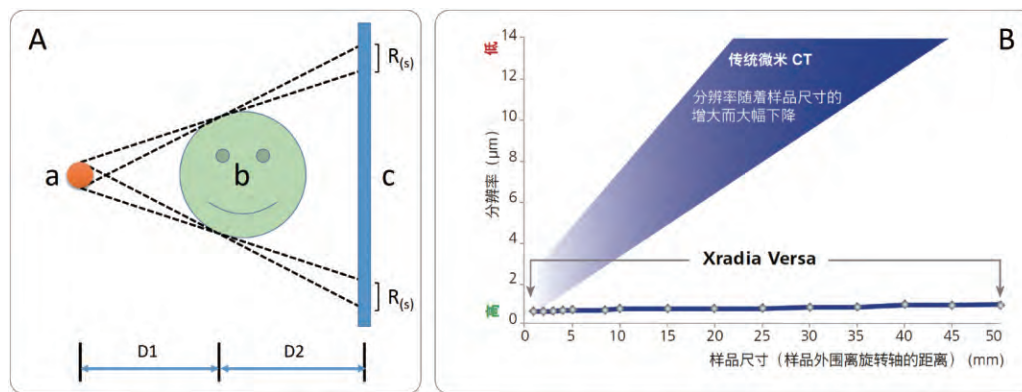 A
R(s)
a
b
c
R(s)
D1
D2
B
低
14
12
10
8
6
4
2
0
高
分辨率 (μm)
传统微米 CT
分辨率随着样品尺寸的
增大而大幅下降
Xradia Versa
0
5
10
15
20
25
30
35
40
45
50
样品尺寸（样品外围离旋转轴的距离）(mm)